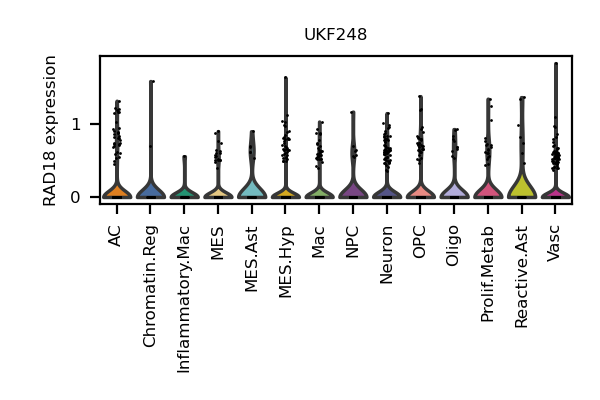 UKF248
RAD18 expression
1
0
AC
Chromatin.Reg
Inflammatory.Mac
MES
MES.Ast
MES.Hyp
Mac
NPC
Neuron
OPC
Oligo
Prolif.Metab
Reactive.Ast
Vasc